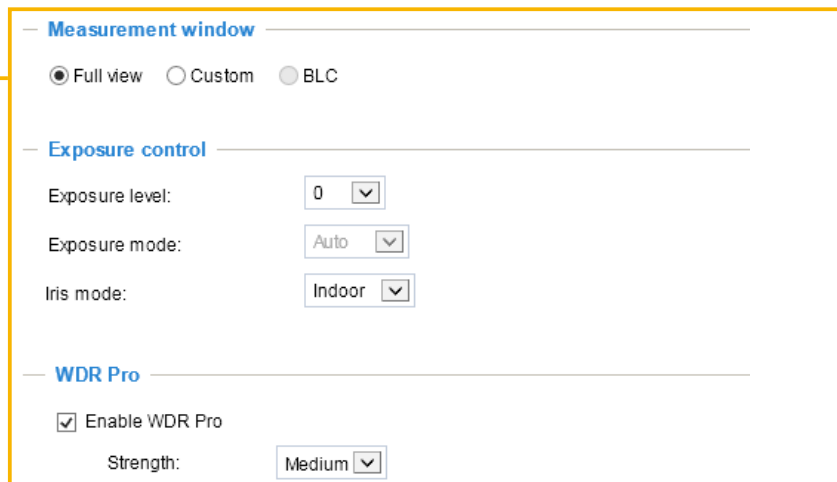 Measurement window
Full view Custom BLC
Exposure control
Exposure level: 0
Exposure mode: Auto
Iris mode: Indoor
WDR Pro
Enable WDR Pro
Strength: Medium